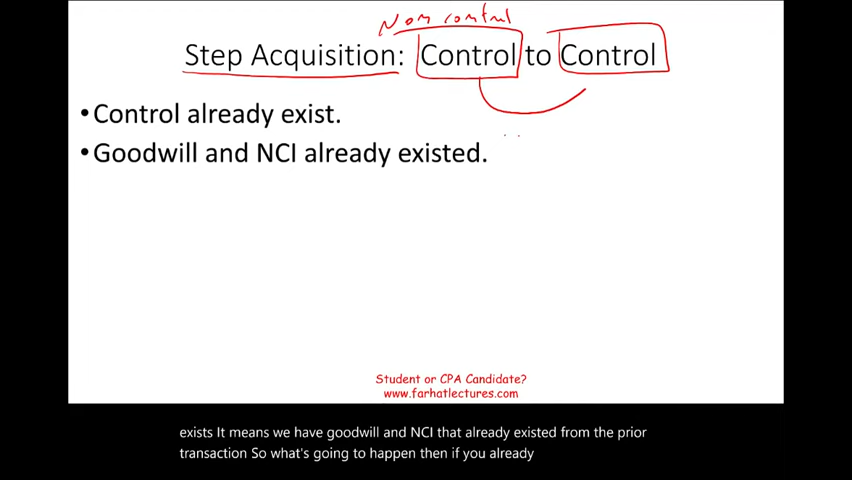 Non control
Step Acquisition: Control to Control
•Control already exist.
•Goodwill and NCI already existed.
Student or CPA Candidate?
www.farhatlectures.com
exists It means we have goodwill and NCI that already existed from the prior
transaction So what's going to happen then if you already